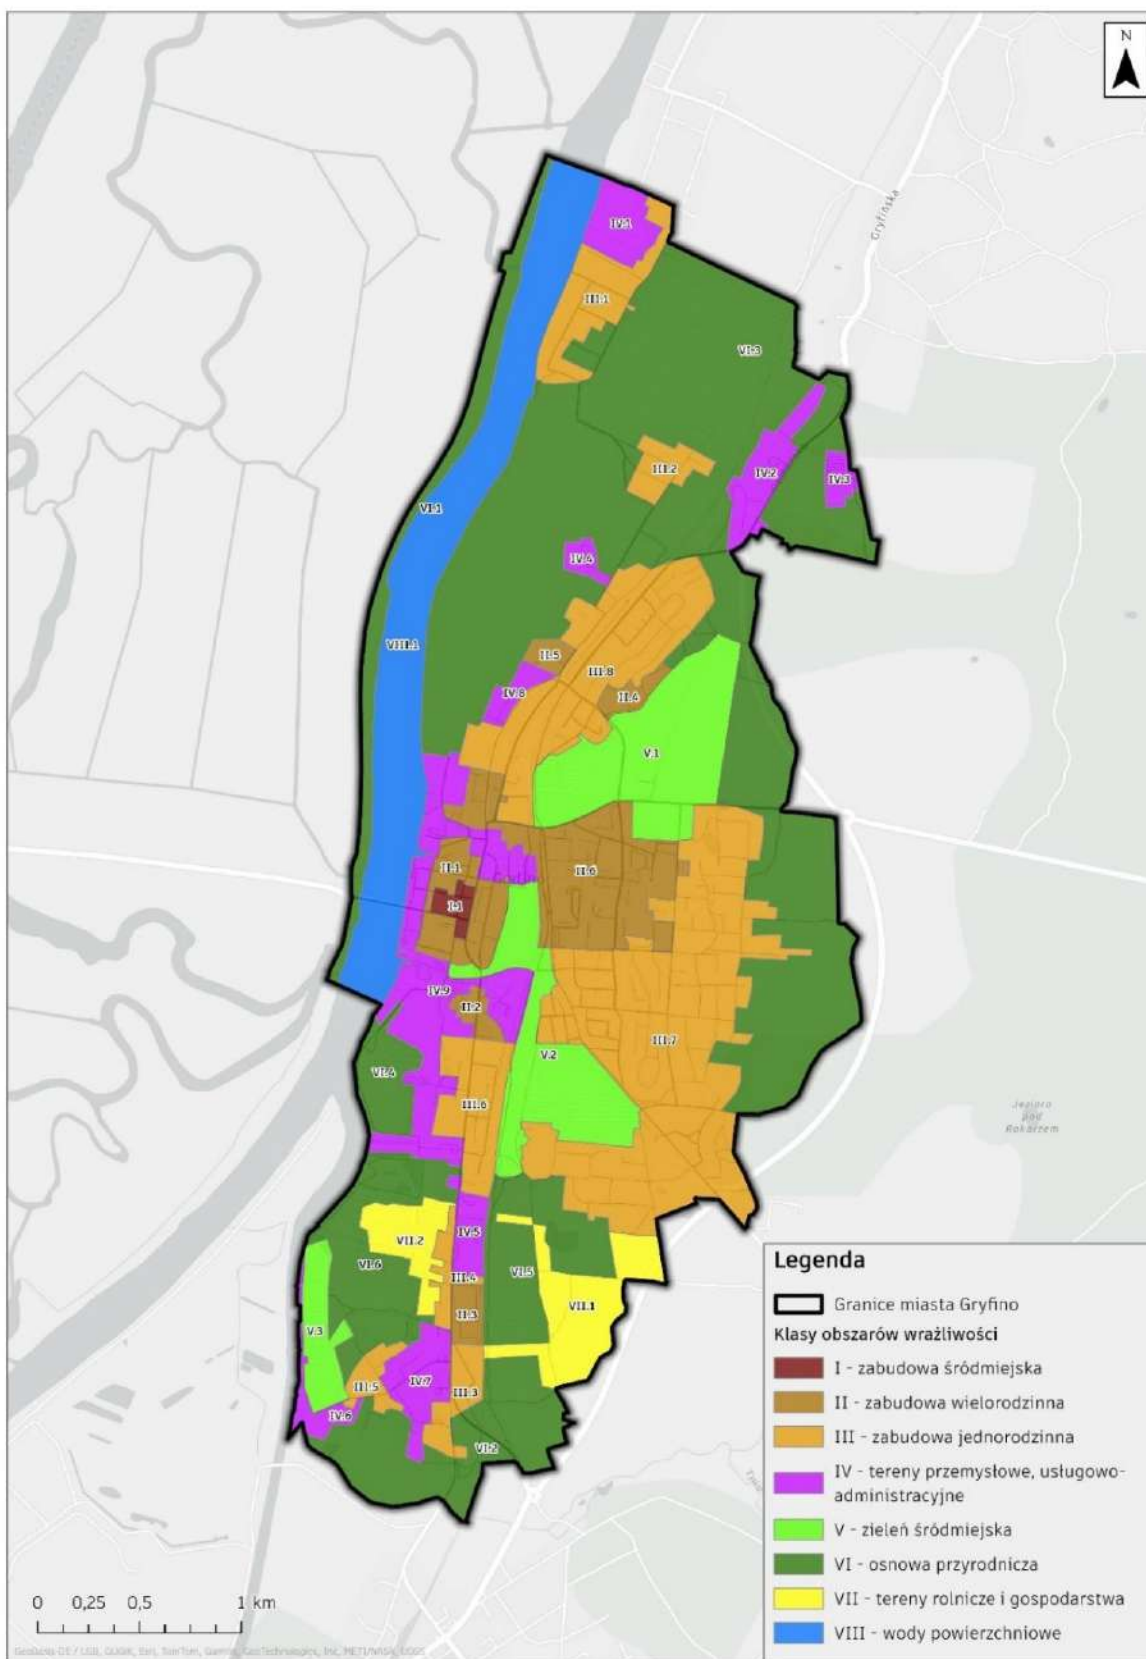 N
Gryfińska
IV.1
III.1
VI.3
III.2
IV.2
IV.3
VI.1
IV.4
VIII.1
II.5
III.8
IV.8
II.4
V.1
II.1
II.6
I.1
IV.9
II.2
III.7
V.2
VI.4
III.6
Jezioro
pod
Rokarzem
IV.5
VII.2
VI.6
III.4
VI.5
VII.1
II.3
V.3
III.5
IV.7
III.3
IV.6
VI.2
Legenda
Granice miasta Gryfino
Klasy obszarów wrażliwości
I - zabudowa śródmiejska
II - zabudowa wielorodzinna
III - zabudowa jednorodzinna
IV - tereny przemysłowe, usługowo-
administracyjne
V - zieleń śródmiejska
VI - osnowa przyrodnicza
VII - tereny rolnicze i gospodarstwa
VIII - wody powierzchniowe
0 0,25 0,5 1 km